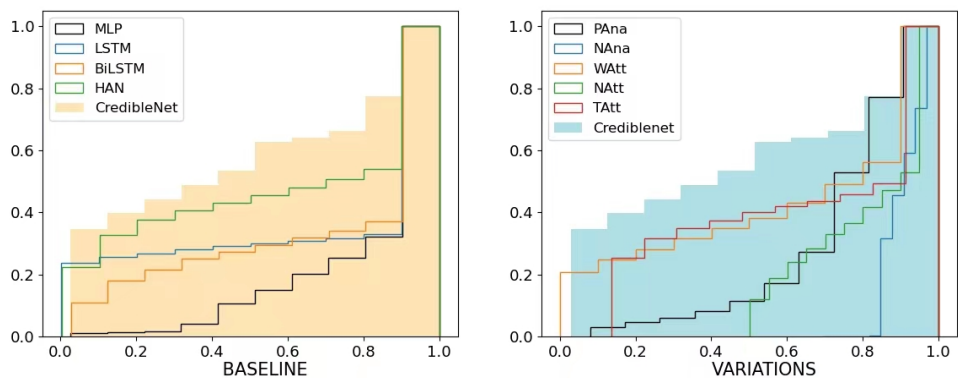 MLP
LSTM
BiLSTM
HAN
CredibleNet
1.0
0.8
0.6
0.4
0.2
0.0
0.0 0.2 0.4 0.6 0.8 1.0
BASELINE
PAna
NAna
WAtt
NAtt
TAtt
Crediblenet
1.0
0.8
0.6
0.4
0.2
0.0
0.0 0.2 0.4 0.6 0.8 1.0
VARIATIONS